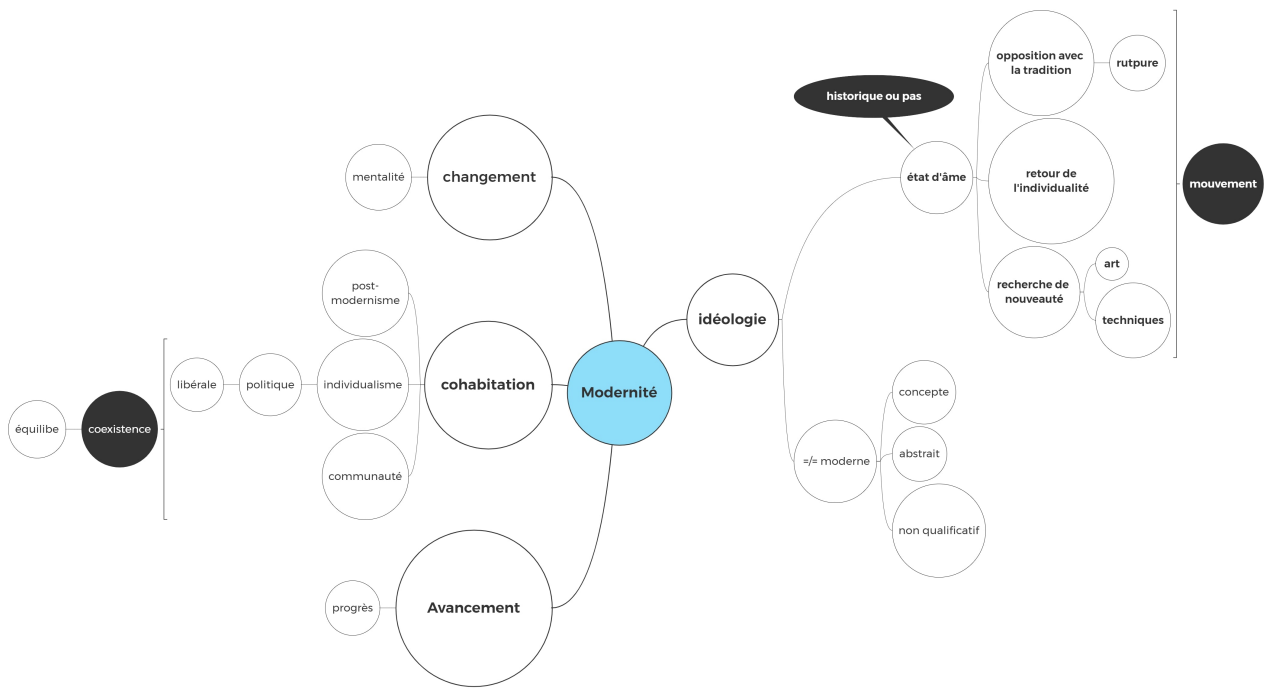 opposition avec
la tradition
rutpure
historique ou pas
état d'âme
retour de
l'individualité
mouvement
recherche de
nouveauté
art
techniques
changement
mentalité
post-
modernisme
idéologie
cohabitation
individualisme
politique
libérale
Modernité
coexistence
équilibe
communauté
concepte
abstrait
=/= moderne
non qualificatif
Avancement
progrès